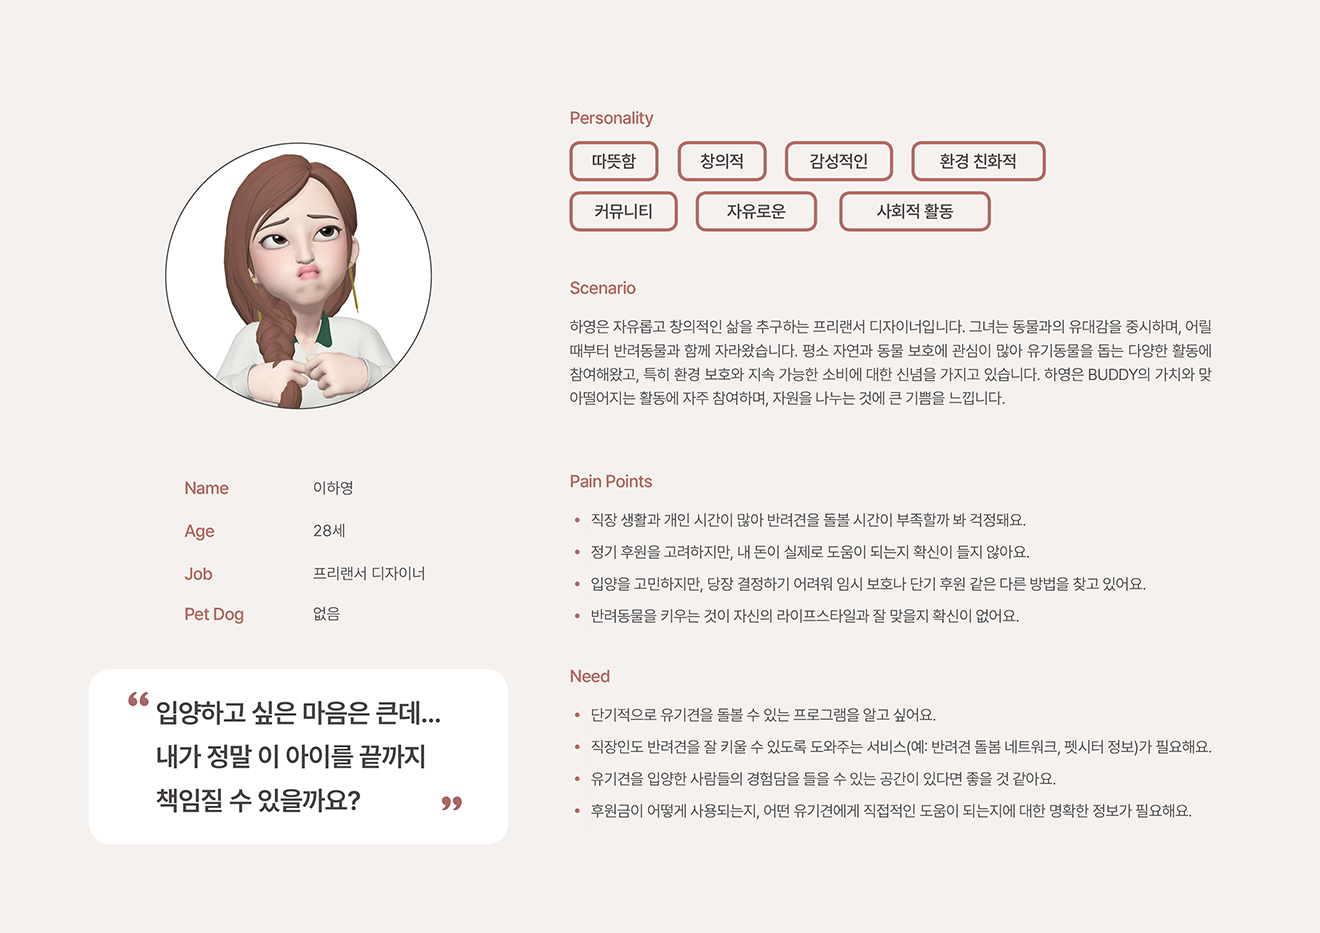 Name 이하영
Age 28세
Job 프리랜서 디자이너
Pet Dog 없음
“ 입양하고 싶은 마음은 큰데...
내가 정말 이 아이를 끝까지
책임질 수 있을까요? ”
Personality
따뜻함 창의적 감성적인 환경 친화적
커뮤니티 자유로운 사회적 활동
Scenario
하영은 자유롭고 창의적인 삶을 추구하는 프리랜서 디자이너입니다. 그녀는 동물과의 유대감을 중시하며, 어릴
때부터 반려동물과 함께 자라왔습니다. 평소 자연과 동물 보호에 관심이 많아 유기동물을 돕는 다양한 활동에
참여해왔고, 특히 환경 보호와 지속 가능한 소비에 대한 신념을 가지고 있습니다. 하영은 BUDDY의 가치와 맞
아떨어지는 활동에 자주 참여하며, 자원을 나누는 것에 큰 기쁨을 느낍니다.
Pain Points
• 직장 생활과 개인 시간이 많아 반려견을 돌볼 시간이 부족할까 봐 걱정돼요.
• 정기 후원을 고려하지만, 내 돈이 실제로 도움이 되는지 확신이 들지 않아요.
• 입양을 고민하지만, 당장 결정하기 어려워 임시 보호나 단기 후원 같은 다른 방법을 찾고 있어요.
• 반려동물을 키우는 것이 자신의 라이프스타일과 잘 맞을지 확신이 없어요.
Need
• 단기적으로 유기견을 돌볼 수 있는 프로그램을 알고 싶어요.
• 직장인도 반려견을 잘 키울 수 있도록 도와주는 서비스(예: 반려견 돌봄 네트워크, 펫시터 정보)가 필요해요.
• 유기견을 입양한 사람들의 경험담을 들을 수 있는 공간이 있다면 좋을 것 같아요.
• 후원금이 어떻게 사용되는지, 어떤 유기견에게 직접적인 도움이 되는지에 대한 명확한 정보가 필요해요.